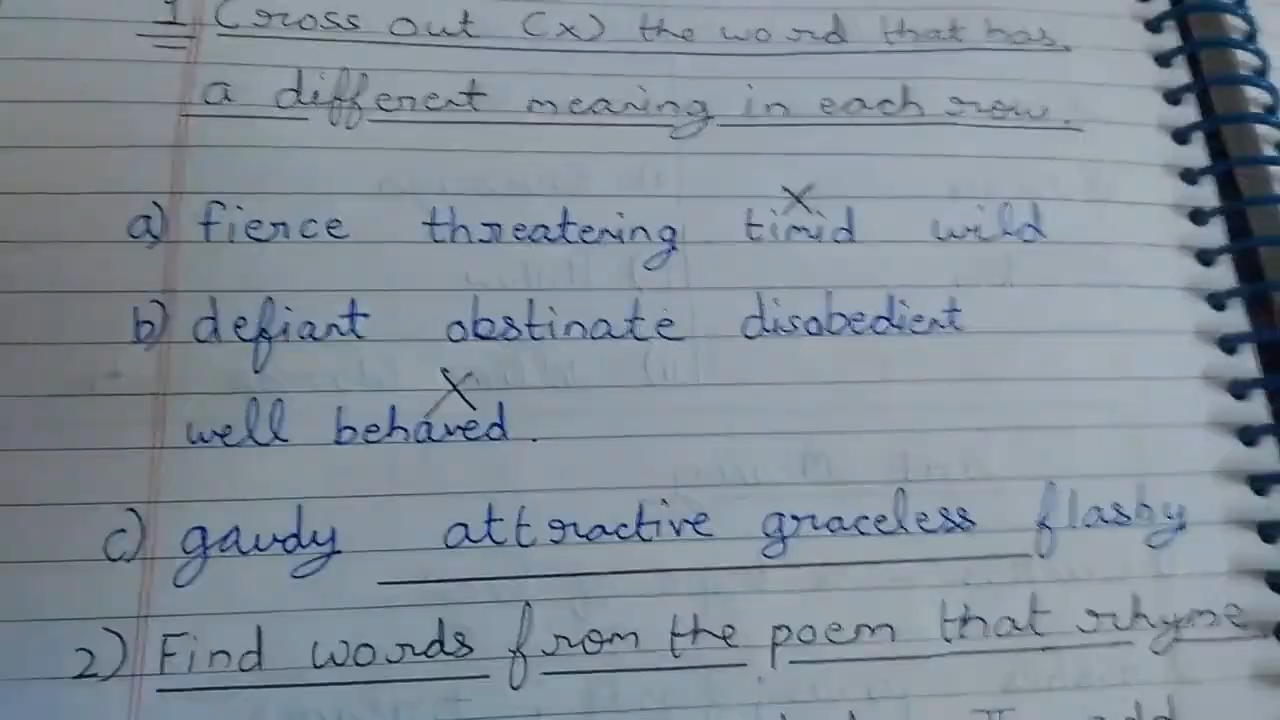 1 Cross out (x) the word that has
a different meaning in each row.
x
a) fierce threatening timid wild
b) defiant obstinate disobedient
x
well behaved.
c) gaudy attractive graceless flashy
2) Find words from the poem that rhyme